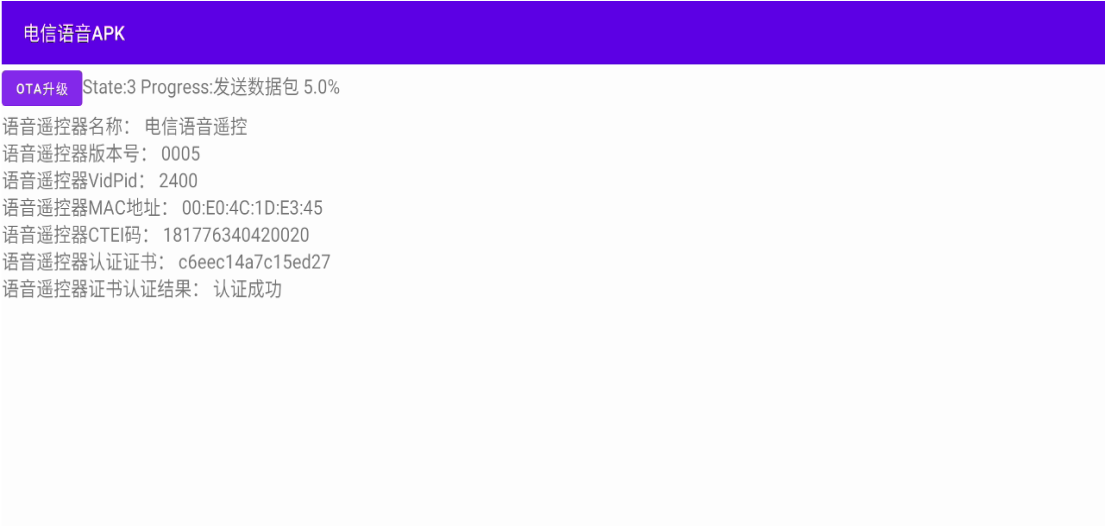 电信语音APK
OTA升级 State:3 Progress:发送数据包 5.0%
语音遥控器名称： 电信语音遥控
语音遥控器版本号： 0005
语音遥控器VidPid： 2400
语音遥控器MAC地址： 00:E0:4C:1D:E3:45
语音遥控器CTEI码： 181776340420020
语音遥控器认证证书： c6eec14a7c15ed27
语音遥控器证书认证结果： 认证成功